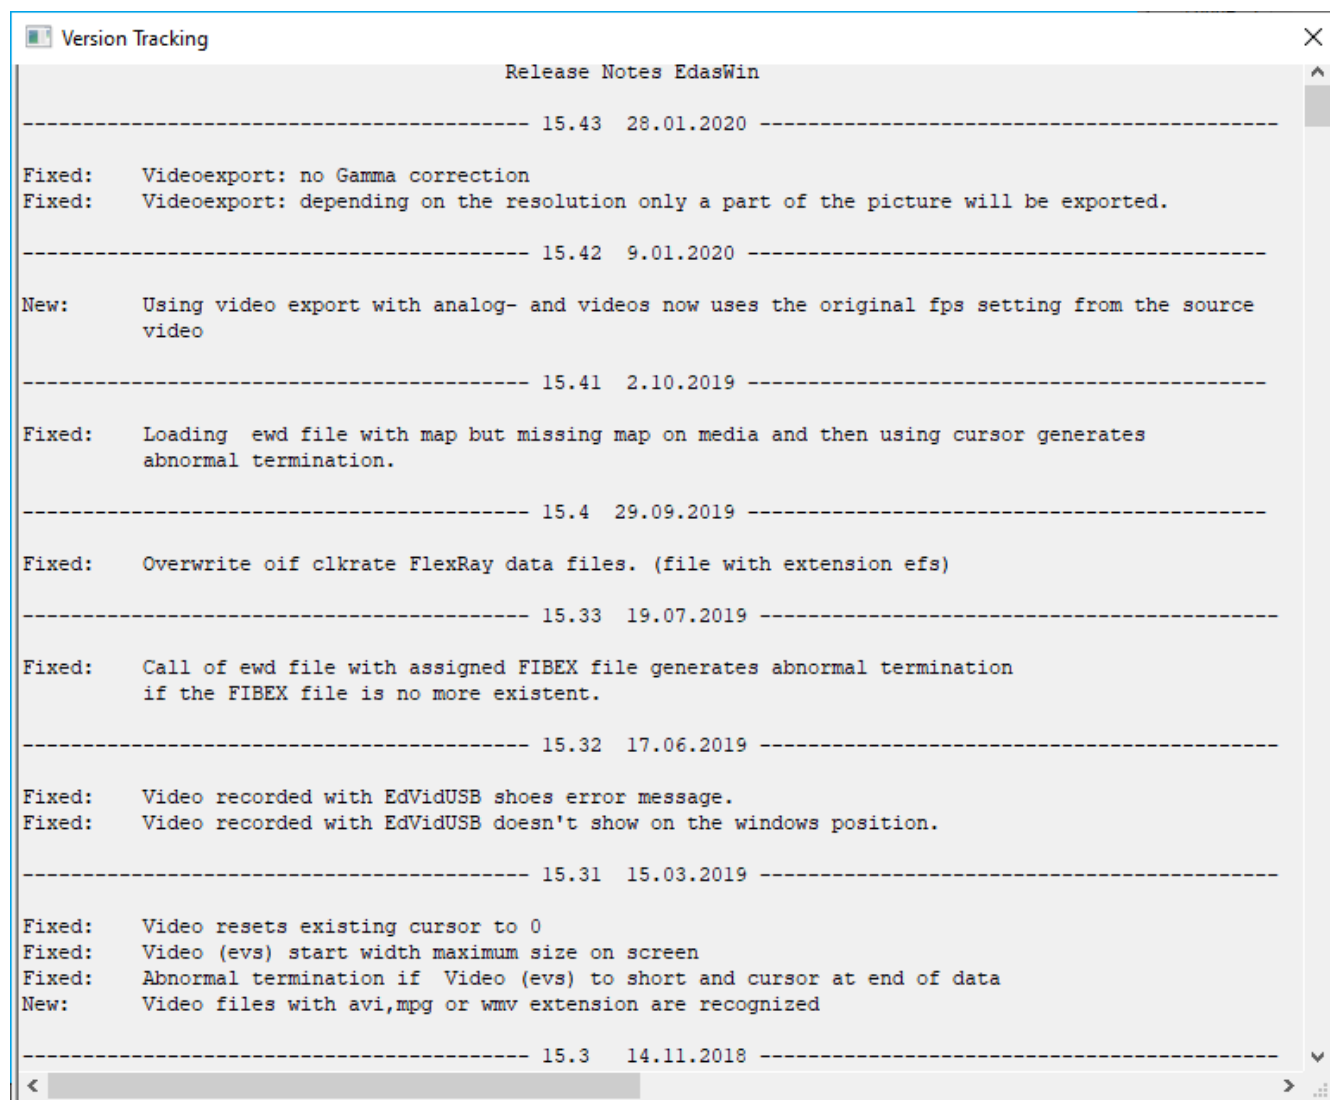 Version Tracking
Release Notes EdasWin
------------------------------------------ 15.43  28.01.2020 -------------------------------------------
Fixed:    Videoexport: no Gamma correction
Fixed:    Videoexport: depending on the resolution only a part of the picture will be exported.
------------------------------------------ 15.42  9.01.2020 -------------------------------------------
New:      Using video export with analog- and videos now uses the original fps setting from the source
          video
------------------------------------------ 15.41  2.10.2019 -------------------------------------------
Fixed:    Loading  ewd file with map but missing map on media and then using cursor generates
          abnormal termination.
------------------------------------------ 15.4  29.09.2019 -------------------------------------------
Fixed:    Overwrite oif clkrate FlexRay data files. (file with extension efs)
------------------------------------------ 15.33  19.07.2019 -------------------------------------------
Fixed:    Call of ewd file with assigned FIBEX file generates abnormal termination
          if the FIBEX file is no more existent.
------------------------------------------ 15.32  17.06.2019 -------------------------------------------
Fixed:    Video recorded with EdVidUSB shoes error message.
Fixed:    Video recorded with EdVidUSB doesn't show on the windows position.
------------------------------------------ 15.31  15.03.2019 -------------------------------------------
Fixed:    Video resets existing cursor to 0
Fixed:    Video (evs) start width maximum size on screen
Fixed:    Abnormal termination if  Video (evs) to short and cursor at end of data
New:      Video files with avi,mpg or wmv extension are recognized
------------------------------------------ 15.3   14.11.2018 -------------------------------------------